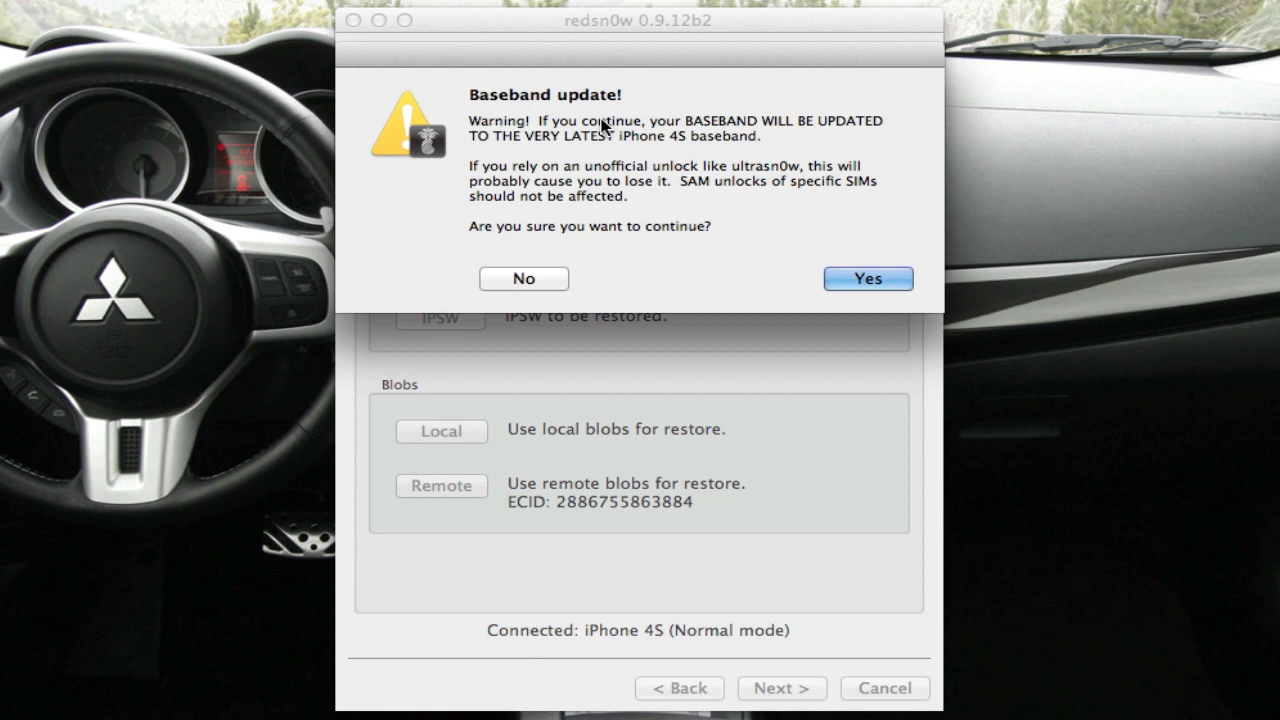 redsn0w 0.9.12b2
Baseband update!
Warning! If you continue, your BASEBAND WILL BE UPDATED
TO THE VERY LATEST iPhone 4S baseband.
If you rely on an unofficial unlock like ultrasn0w, this will
probably cause you to lose it. SAM unlocks of specific SIMs
should not be affected.
Are you sure you want to continue?
No
Yes
IPSW
IPSW to be restored.
Blobs
Local
Use local blobs for restore.
Remote
Use remote blobs for restore.
ECID: 2886755863884
Connected: iPhone 4S (Normal mode)
< Back
Next >
Cancel